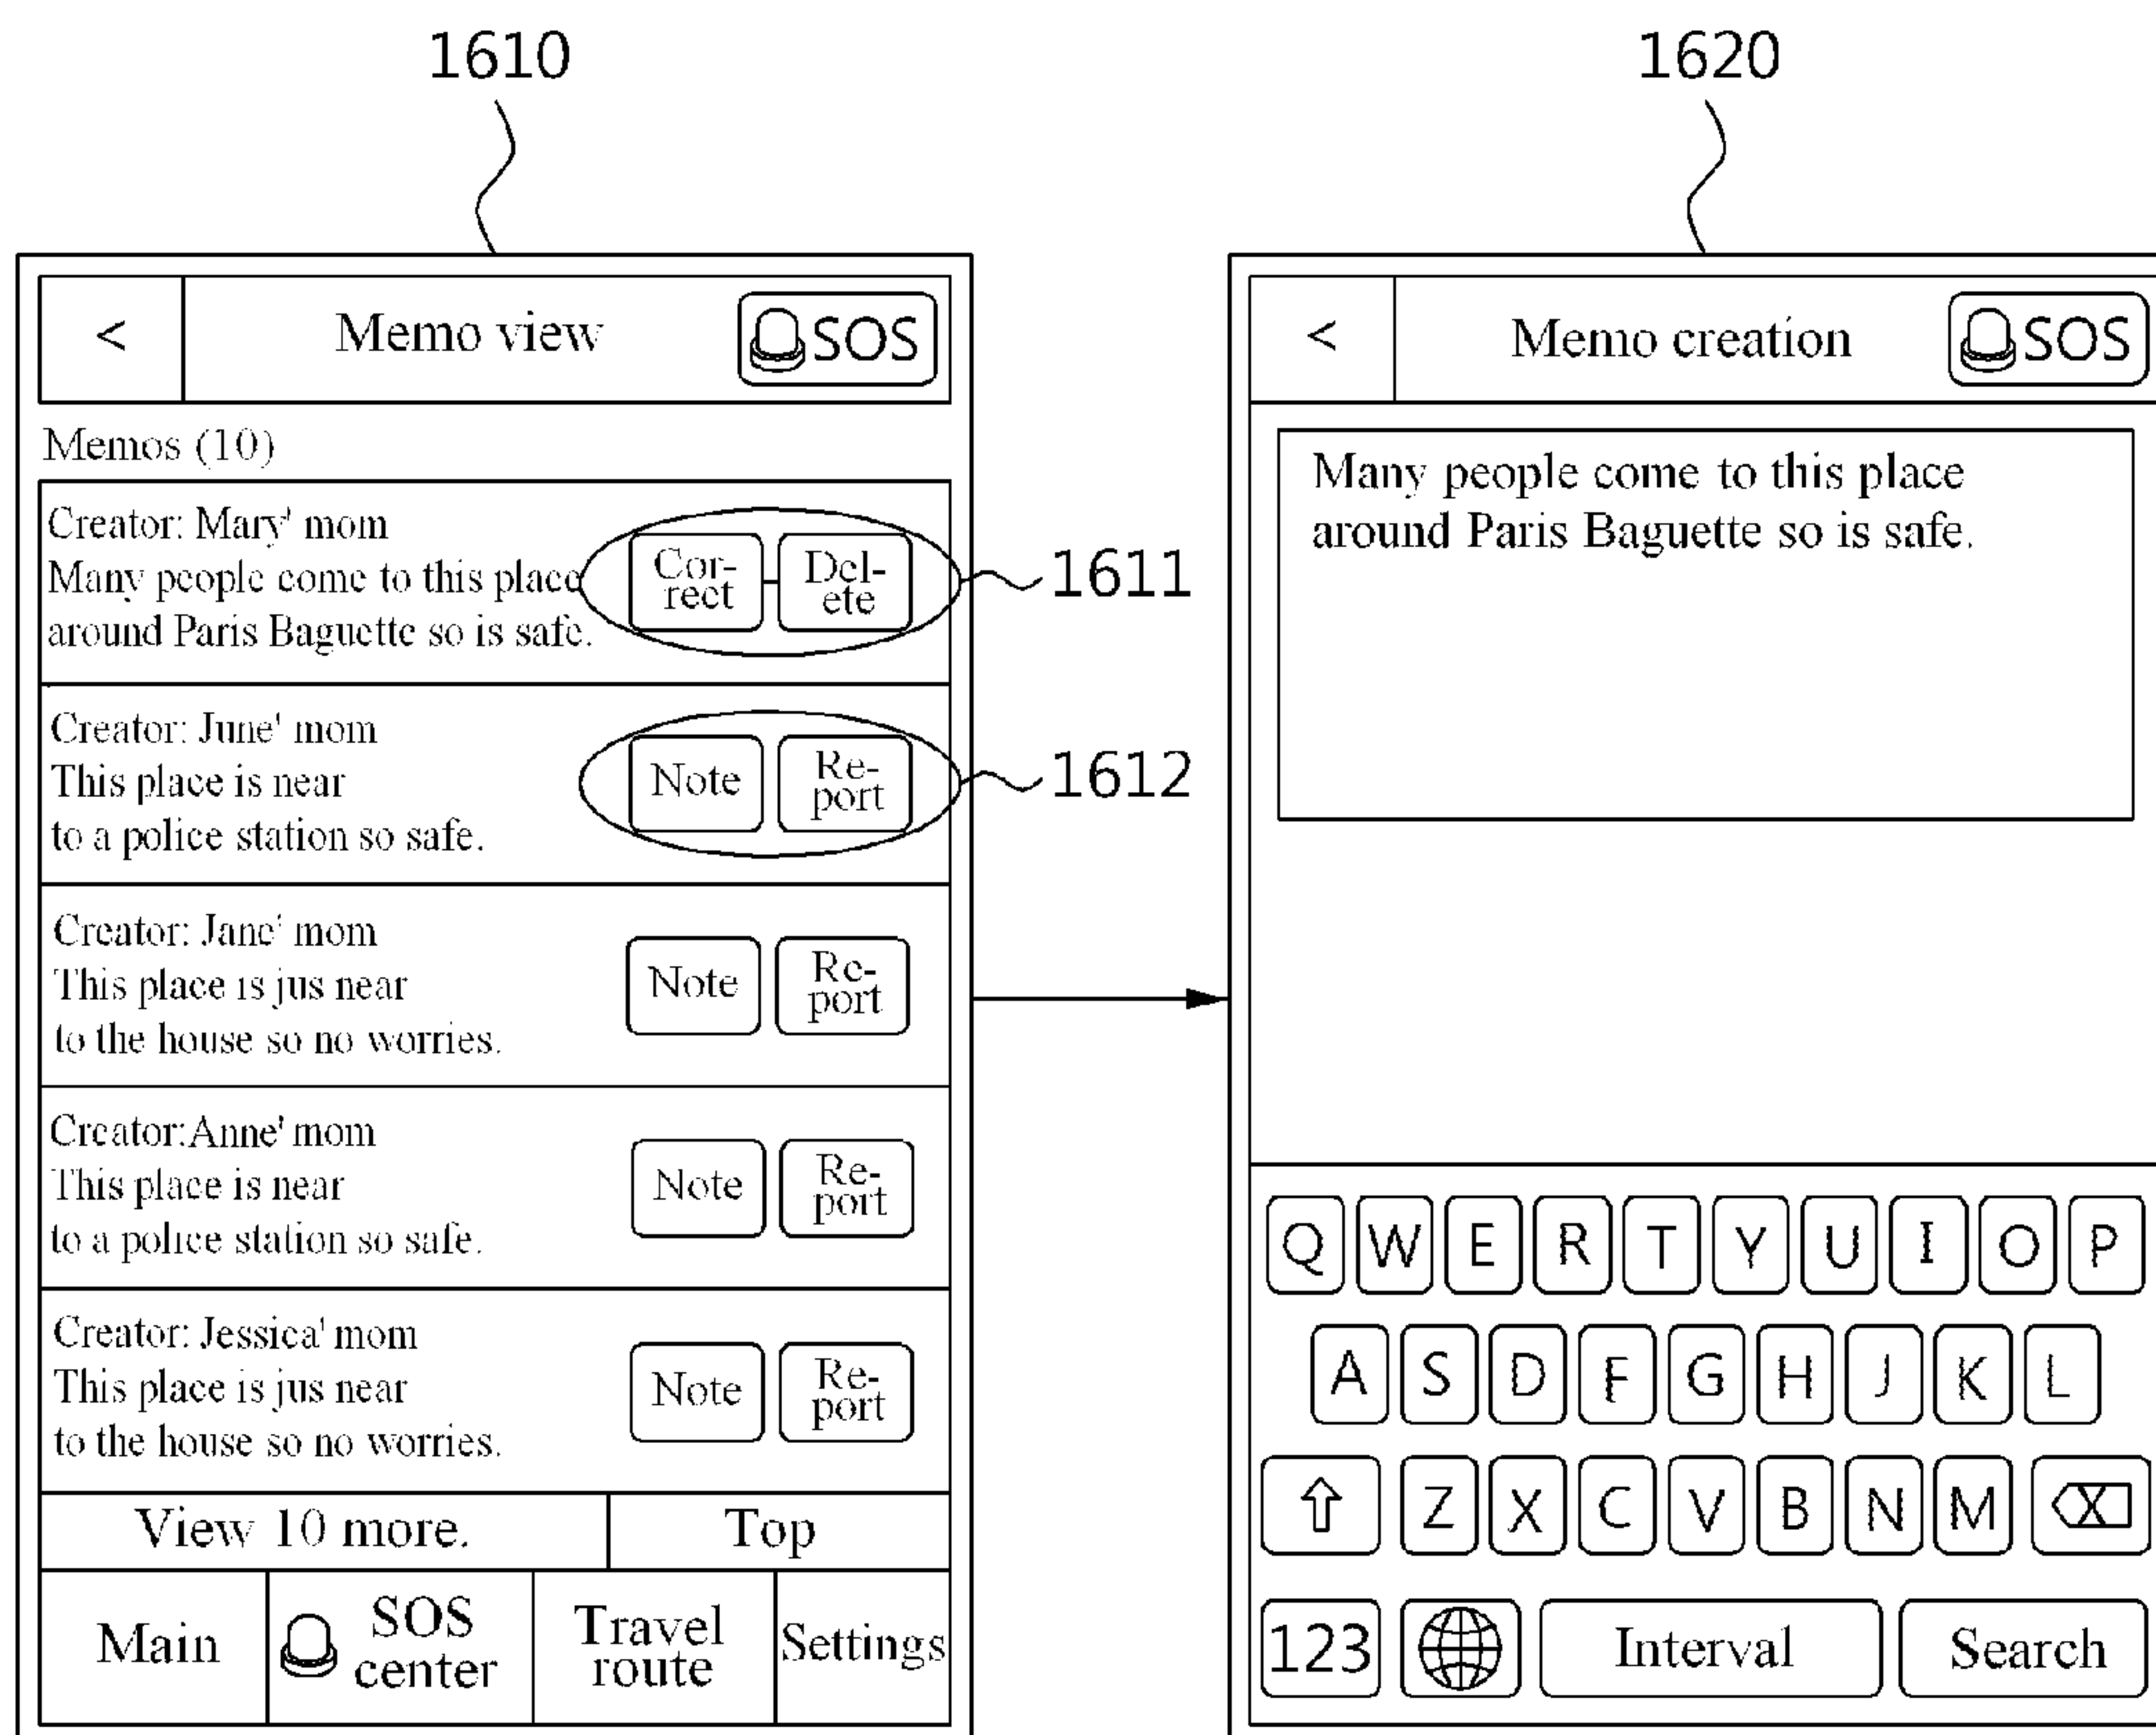 1610
1620
< Memo view SOS
Memos (10)
Creator: Mary' mom
Many people come to this place
around Paris Baguette so is safe.
Cor-
rect
Del-
ete
1611
Creator: June' mom
This place is near
to a police station so safe.
Note
Re-
port
1612
Creator: Jane' mom
This place is jus near
to the house so no worries.
Note
Re-
port
Creator:Anne' mom
This place is near
to a police station so safe.
Note
Re-
port
Creator: Jessica' mom
This place is jus near
to the house so no worries.
Note
Re-
port
View 10 more.
Top
Main
SOS
center
Travel
route
Settings
< Memo creation SOS
Many people come to this place
around Paris Baguette so is safe.
Q W E R T Y U I O P
A S D F G H J K L
Z X C V B N M X
123 Interval Search